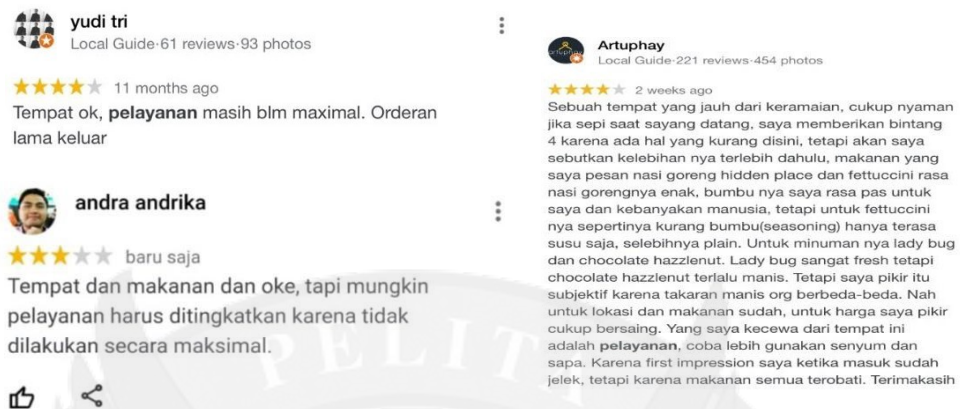 yudi tri
Local Guide·61 reviews·93 photos
11 months ago
Tempat ok, pelayanan masih blm maximal. Orderan
lama keluar
andra andrika
baru saja
Tempat dan makanan dan oke, tapi mungkin
pelayanan harus ditingkatkan karena tidak
dilakukan secara maksimal.
Artuphay
Local Guide·221 reviews·454 photos
2 weeks ago
Sebuah tempat yang jauh dari keramaian, cukup nyaman
jika sepi saat sayang datang, saya memberikan bintang
4 karena ada hal yang kurang disini, tetapi akan saya
sebutkan kelebihan nya terlebih dahulu, makanan yang
saya pesan nasi goreng hidden place dan fettuccini rasa
nasi gorengnya enak, bumbu nya saya rasa pas untuk
saya dan kebanyakan manusia, tetapi untuk fettuccini
nya sepertinya kurang bumbu(seasoning) hanya terasa
susu saja, selebihnya plain. Untuk minuman nya lady bug
dan chocolate hazzlenut. Lady bug sangat fresh tetapi
chocolate hazzlenut terlalu manis. Tetapi saya pikir itu
subjektif karena takaran manis org berbeda-beda. Nah
untuk lokasi dan makanan sudah, untuk harga saya pikir
cukup bersaing. Yang saya kecewa dari tempat ini
adalah pelayanan, coba lebih gunakan senyum dan
sapa. Karena first impression saya ketika masuk sudah
jelek, tetapi karena makanan semua terobati. Terimakasih
PELITA